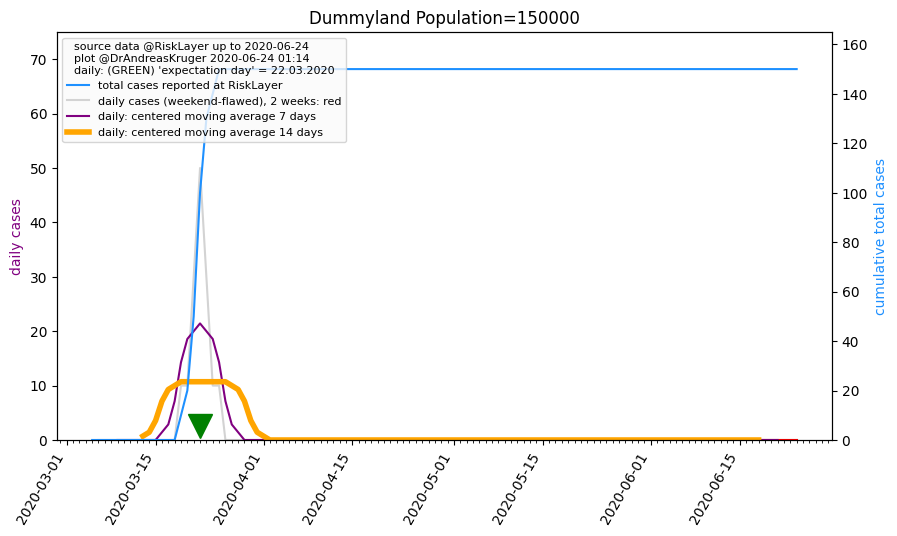 Dummyland Population=150000
source data @RiskLayer up to 2020-06-24
plot @DrAndreasKruger 2020-06-24 01:14
daily: (GREEN) 'expectation day' = 22.03.2020
total cases reported at RiskLayer
daily cases (weekend-flawed), 2 weeks: red
daily: centered moving average 7 days
daily: centered moving average 14 days
daily cases
70
60
50
40
30
20
10
0
160
140
120
100
80
60
40
20
0
cumulative total cases
2020-03-01
2020-03-15
2020-04-01
2020-04-15
2020-05-01
2020-05-15
2020-06-01
2020-06-15